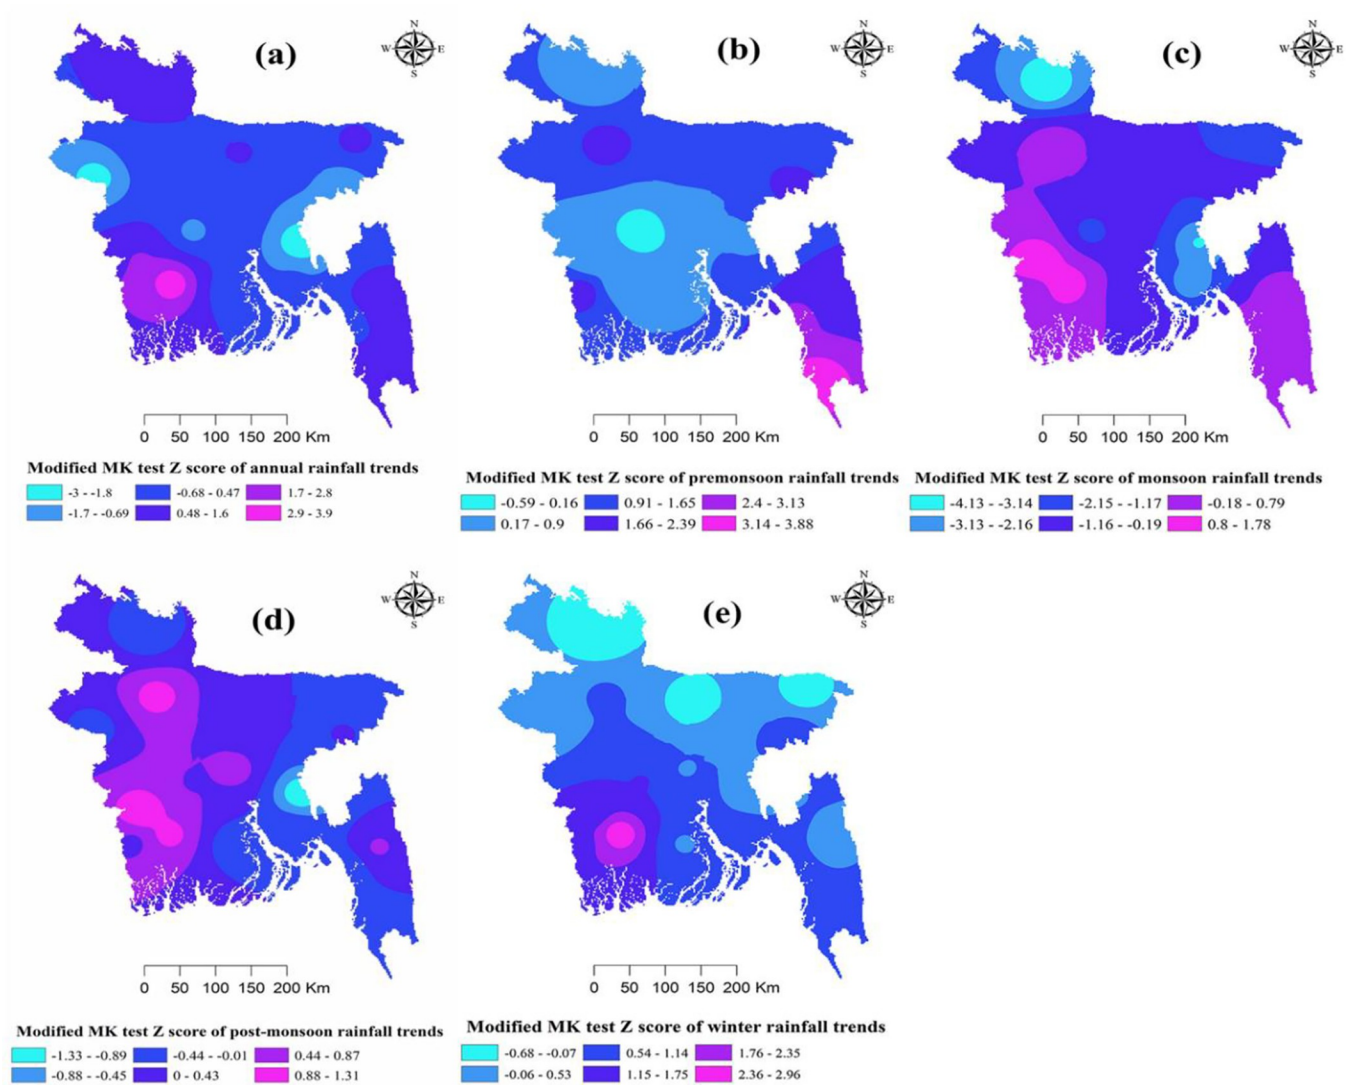 (a)
N
W E
S
0 50 100 150 200 Km
Modified MK test Z score of annual rainfall trends
-3 - -1.8 -0.68 - 0.47 1.7 - 2.8
-1.7 - -0.69 0.48 - 1.6 2.9 - 3.9
(b)
N
W E
S
0 50 100 150 200 Km
Modified MK test Z score of premonsoon rainfall trends
-0.59 - 0.16 0.91 - 1.65 2.4 - 3.13
0.17 - 0.9 1.66 - 2.39 3.14 - 3.88
(c)
N
W E
S
0 50 100 150 200 Km
Modified MK test Z score of monsoon rainfall trends
-4.13 - -3.14 -2.15 - -1.17 -0.18 - 0.79
-3.13 - -2.16 -1.16 - -0.19 0.8 - 1.78
(d)
N
W E
S
0 50 100 150 200 Km
Modified MK test Z score of post-monsoon rainfall trends
-1.33 - -0.89 -0.44 - -0.01 0.44 - 0.87
-0.88 - -0.45 0 - 0.43 0.88 - 1.31
(e)
N
W E
S
0 50 100 150 200 Km
Modified MK test Z score of winter rainfall trends
-0.68 - -0.07 0.54 - 1.14 1.76 - 2.35
-0.06 - 0.53 1.15 - 1.75 2.36 - 2.96